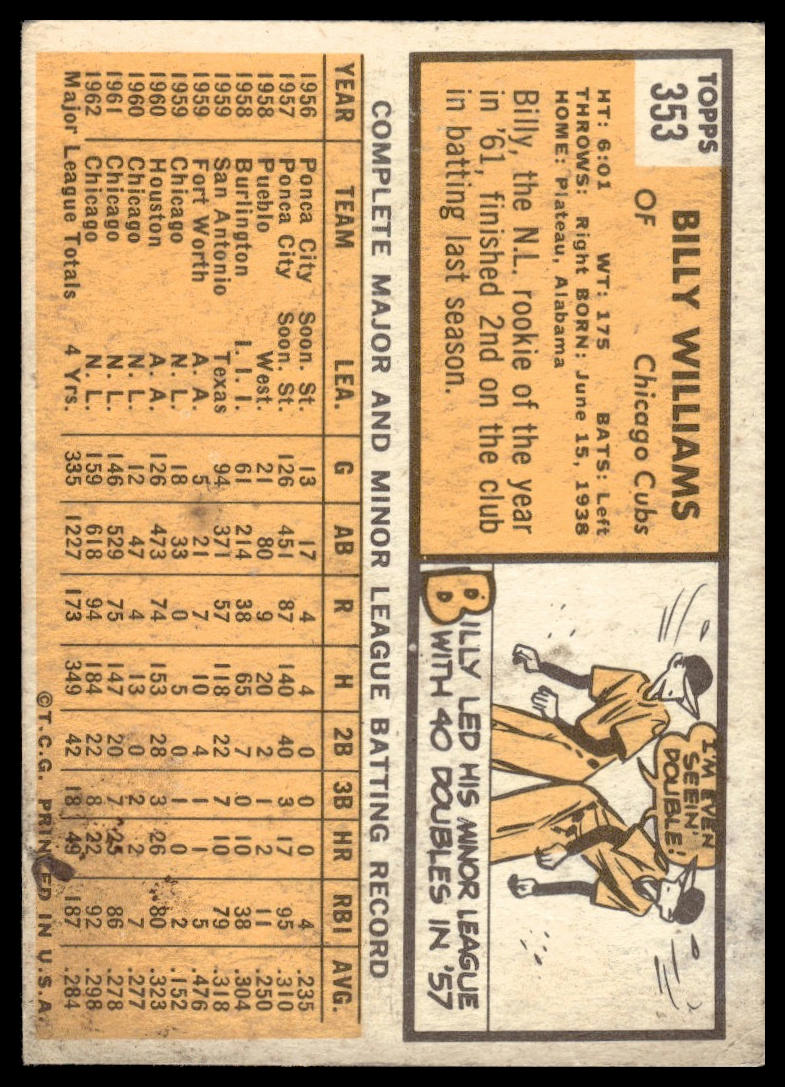 TOPPS
353
BILLY WILLIAMS
OF Chicago Cubs
HT: 6:01 WT: 175 BATS: Left
THROWS: Right BORN: June 15, 1938
HOME: Plateau, Alabama
Billy, the N.L. rookie of the year
in '61, finished 2nd on the club
in batting last season.
I'M EVEN
SEEIN'
DOUBLE!
BILLY LED HIS MINOR LEAGUE
WITH 40 DOUBLES IN '57
COMPLETE MAJOR AND MINOR LEAGUE BATTING RECORD
YEAR TEAM LEA. G AB R H 2B 3B HR RBI AVG.
1956 Ponca City Soon. St. 13 17 4 4 0 0 0 4 .235
1957 Ponca City Soon. St. 126 451 87 140 40 3 17 95 .310
1958 Pueblo West. 21 80 9 20 2 1 2 11 .250
1958 Burlington I. I. I. 61 214 38 65 7 0 10 38 .304
1959 San Antonio Texas 94 371 57 118 22 7 10 79 .318
1959 Fort Worth A. A. 5 21 7 10 4 1 1 5 .476
1959 Chicago N. L. 18 33 0 5 0 1 0 2 .152
1960 Houston A. A. 126 473 74 153 28 3 26 80 .323
1960 Chicago N. L. 12 47 4 13 0 2 2 7 .277
1961 Chicago N. L. 146 529 75 147 20 7 25 86 .278
1962 Chicago N. L. 159 618 94 184 22 8 22 92 .298
Major League Totals 4 Yrs. 335 1227 173 349 42 18 49 187 .284
©T.C.G. PRINTED IN U.S.A.